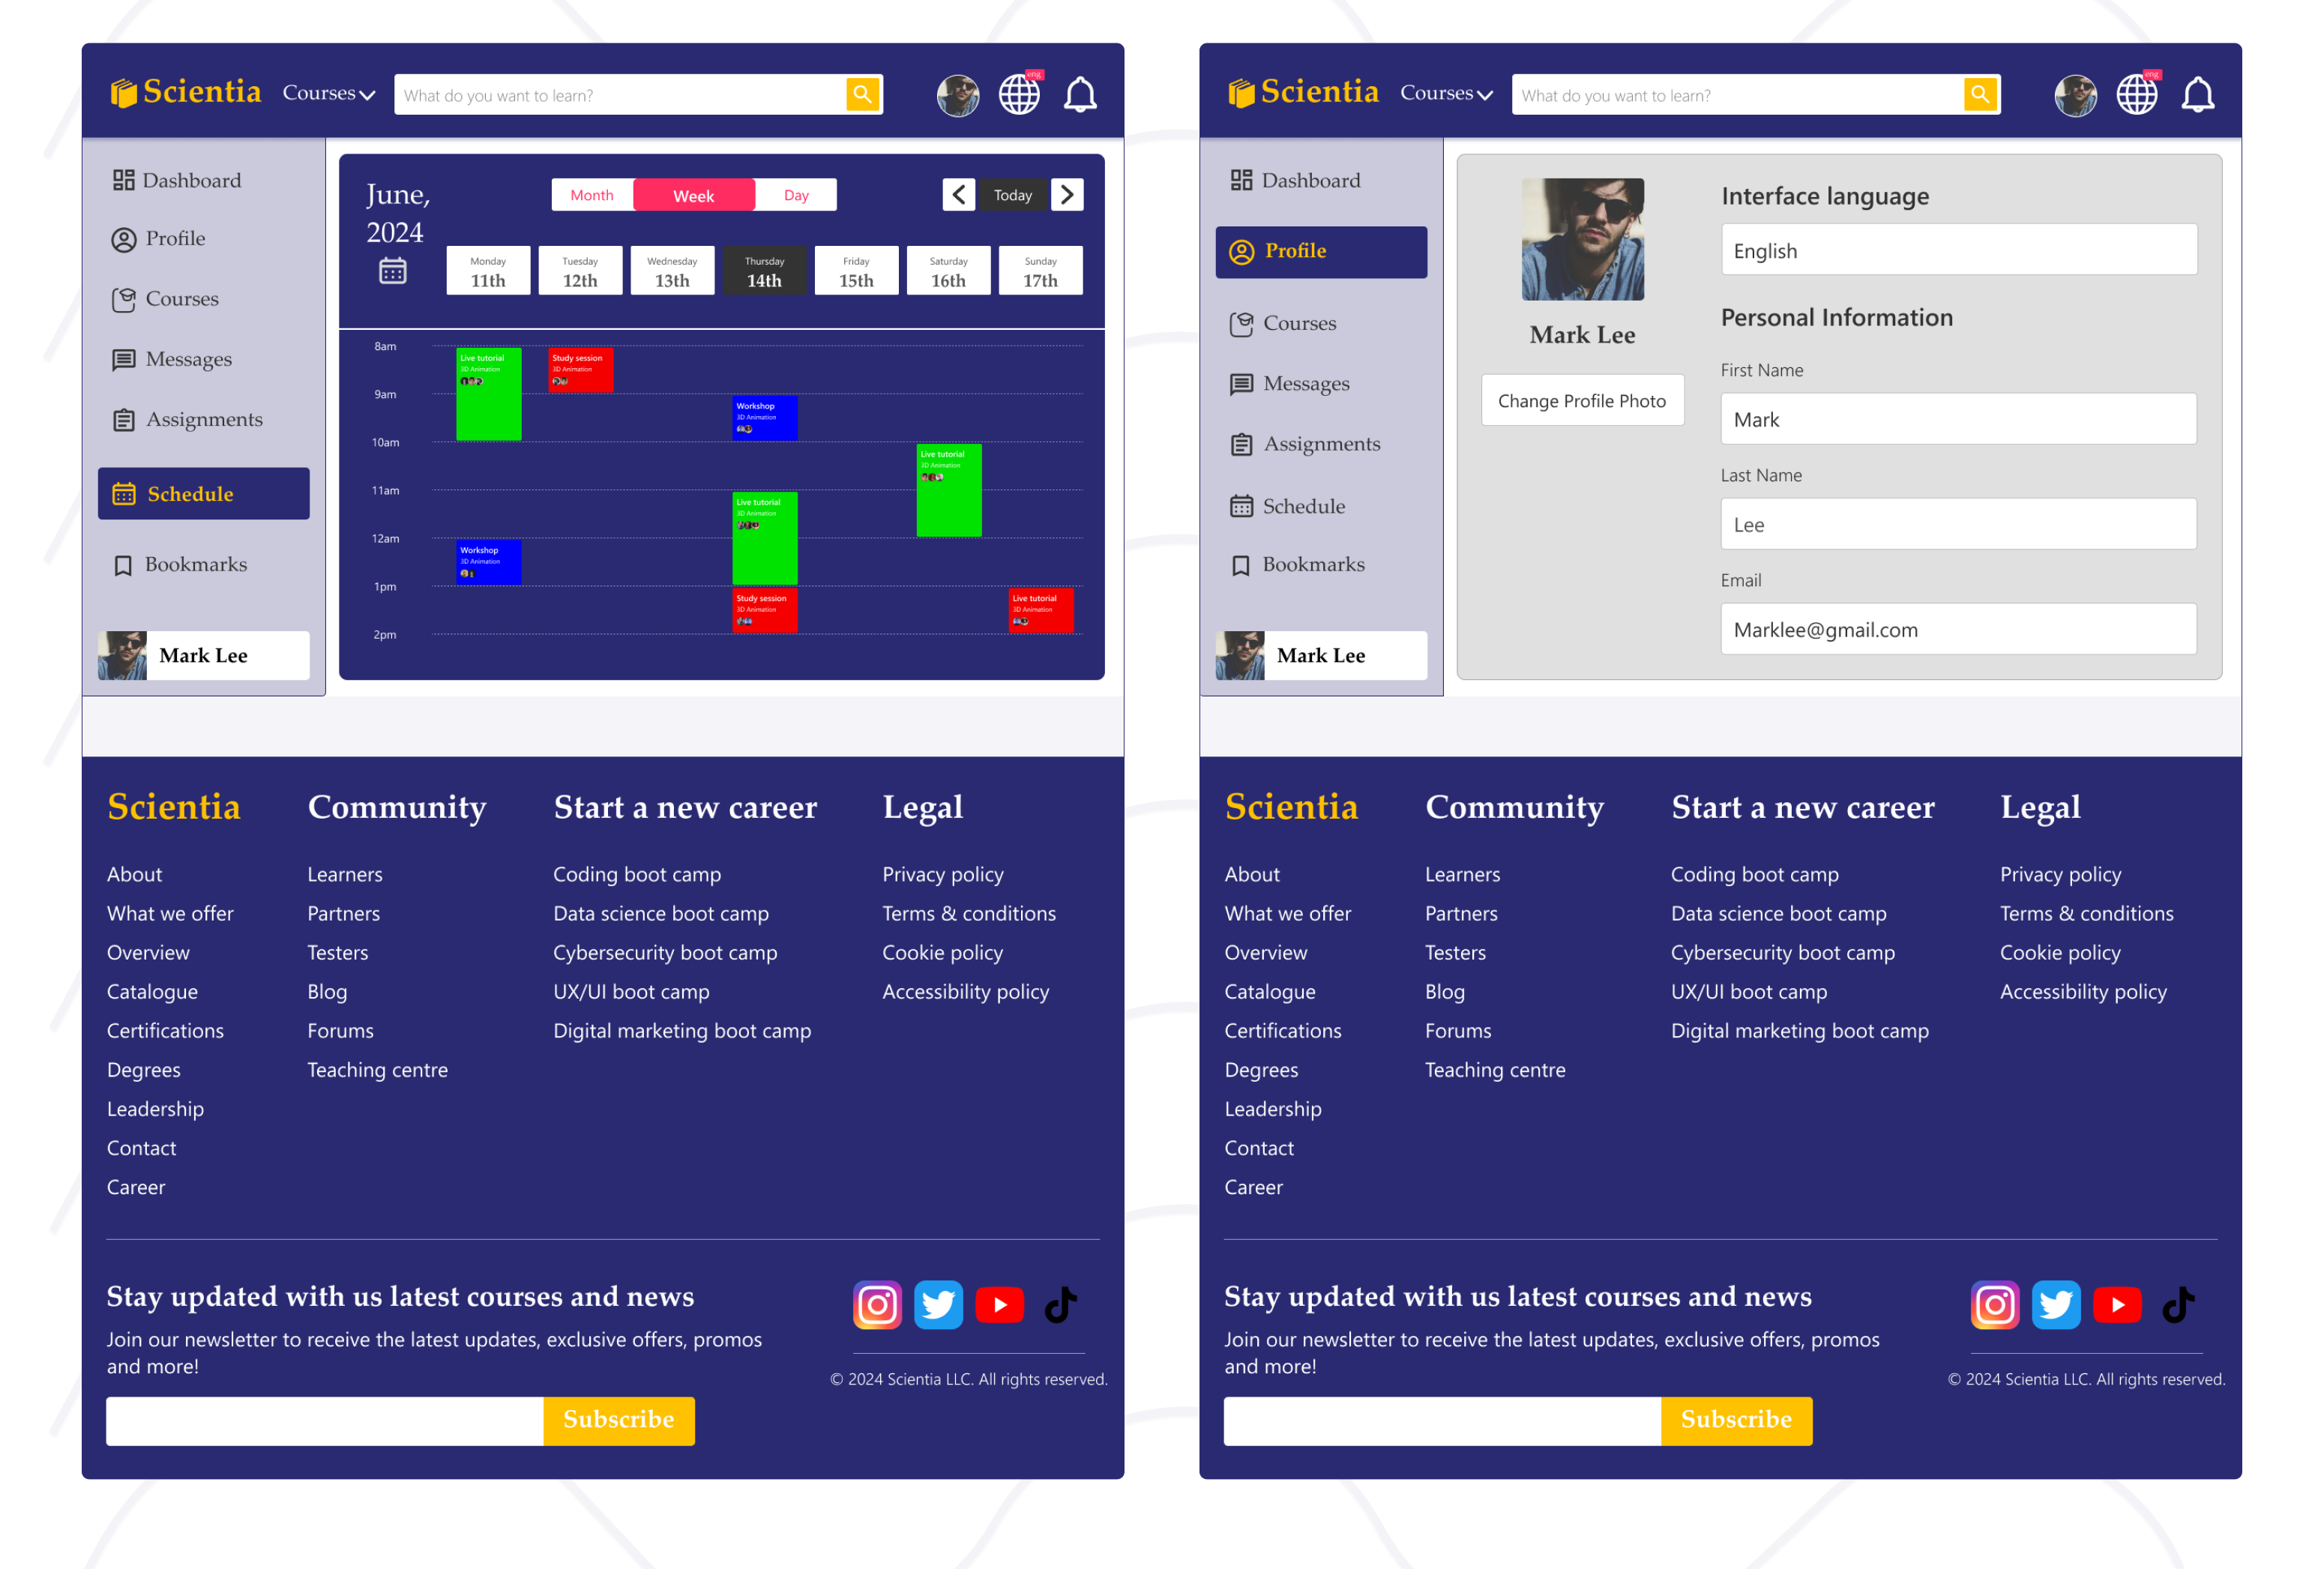 Scientia
Courses
What do you want to learn?
eng
Dashboard
Profile
Courses
Messages
Assignments
Schedule
Bookmarks
Mark Lee
June,
2024
Month
Week
Day
Today
Monday
11th
Tuesday
12th
Wednesday
13th
Thursday
14th
Friday
15th
Saturday
16th
Sunday
17th
8am
Live tutorial
3D Animation
Study session
3D Animation
9am
Workshop
3D Animation
10am
Live tutorial
3D Animation
11am
Live tutorial
3D Animation
12am
Workshop
3D Animation
1pm
Study session
3D Animation
Live tutorial
3D Animation
2pm
Scientia
About
What we offer
Overview
Catalogue
Certifications
Degrees
Leadership
Contact
Career
Community
Learners
Partners
Testers
Blog
Forums
Teaching centre
Start a new career
Coding boot camp
Data science boot camp
Cybersecurity boot camp
UX/UI boot camp
Digital marketing boot camp
Legal
Privacy policy
Terms & conditions
Cookie policy
Accessibility policy
Stay updated with us latest courses and news
Join our newsletter to receive the latest updates, exclusive offers, promos
and more!
Subscribe
© 2024 Scientia LLC. All rights reserved.
Scientia
Courses
What do you want to learn?
eng
Dashboard
Profile
Courses
Messages
Assignments
Schedule
Bookmarks
Mark Lee
Mark Lee
Change Profile Photo
Interface language
English
Personal Information
First Name
Mark
Last Name
Lee
Email
Marklee@gmail.com
Scientia
About
What we offer
Overview
Catalogue
Certifications
Degrees
Leadership
Contact
Career
Community
Learners
Partners
Testers
Blog
Forums
Teaching centre
Start a new career
Coding boot camp
Data science boot camp
Cybersecurity boot camp
UX/UI boot camp
Digital marketing boot camp
Legal
Privacy policy
Terms & conditions
Cookie policy
Accessibility policy
Stay updated with us latest courses and news
Join our newsletter to receive the latest updates, exclusive offers, promos
and more!
Subscribe
© 2024 Scientia LLC. All rights reserved.